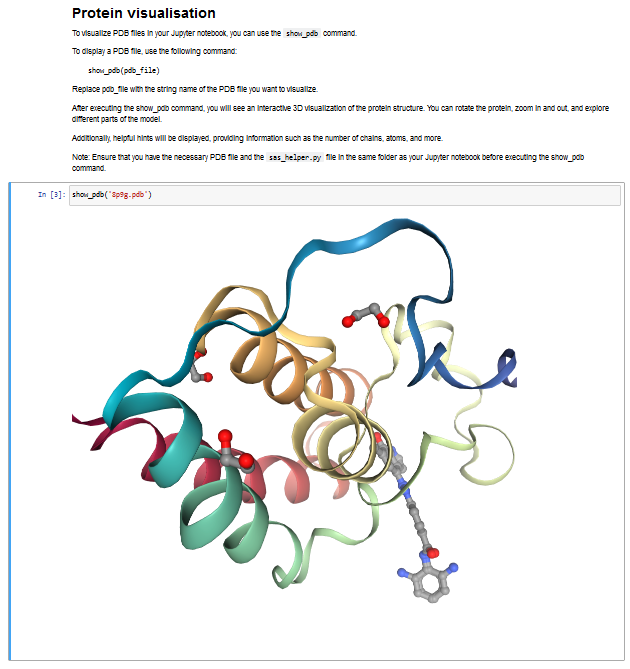 Protein visualisation
To visualize PDB files in your Jupyter notebook, you can use the show_pdb command.
To display a PDB file, use the following command:
show_pdb(pdb_file)
Replace pdb_file with the string name of the PDB file you want to visualize.
After executing the show_pdb command, you will see an interactive 3D visualization of the protein structure. You can rotate the protein, zoom in and out, and explore
different parts of the model.
Additionally, helpful hints will be displayed, providing information such as the number of chains, atoms, and more.
Note: Ensure that you have the necessary PDB file and the sas_helper.py file in the same folder as your Jupyter notebook before executing the show_pdb
command.
In [3]: show_pdb('8p9g.pdb')